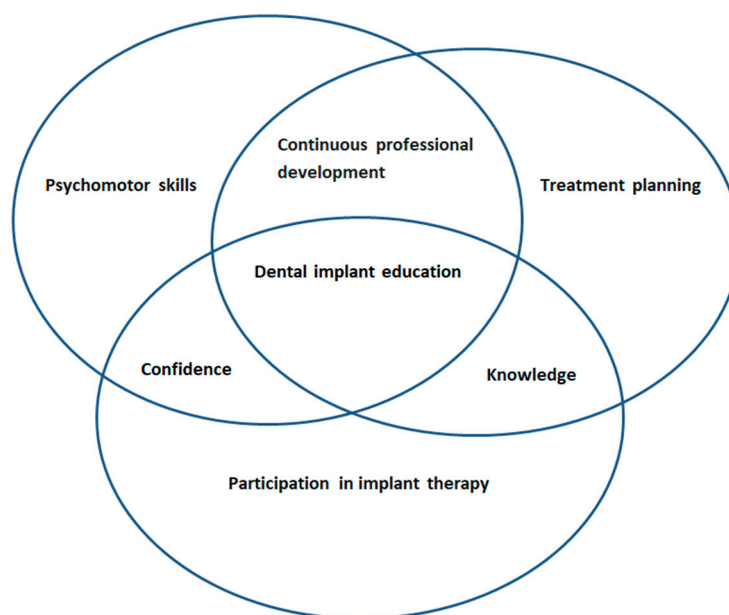 Continuous professional
development
Psychomotor skills
Treatment planning
Dental implant education
Confidence
Knowledge
Participation in implant therapy